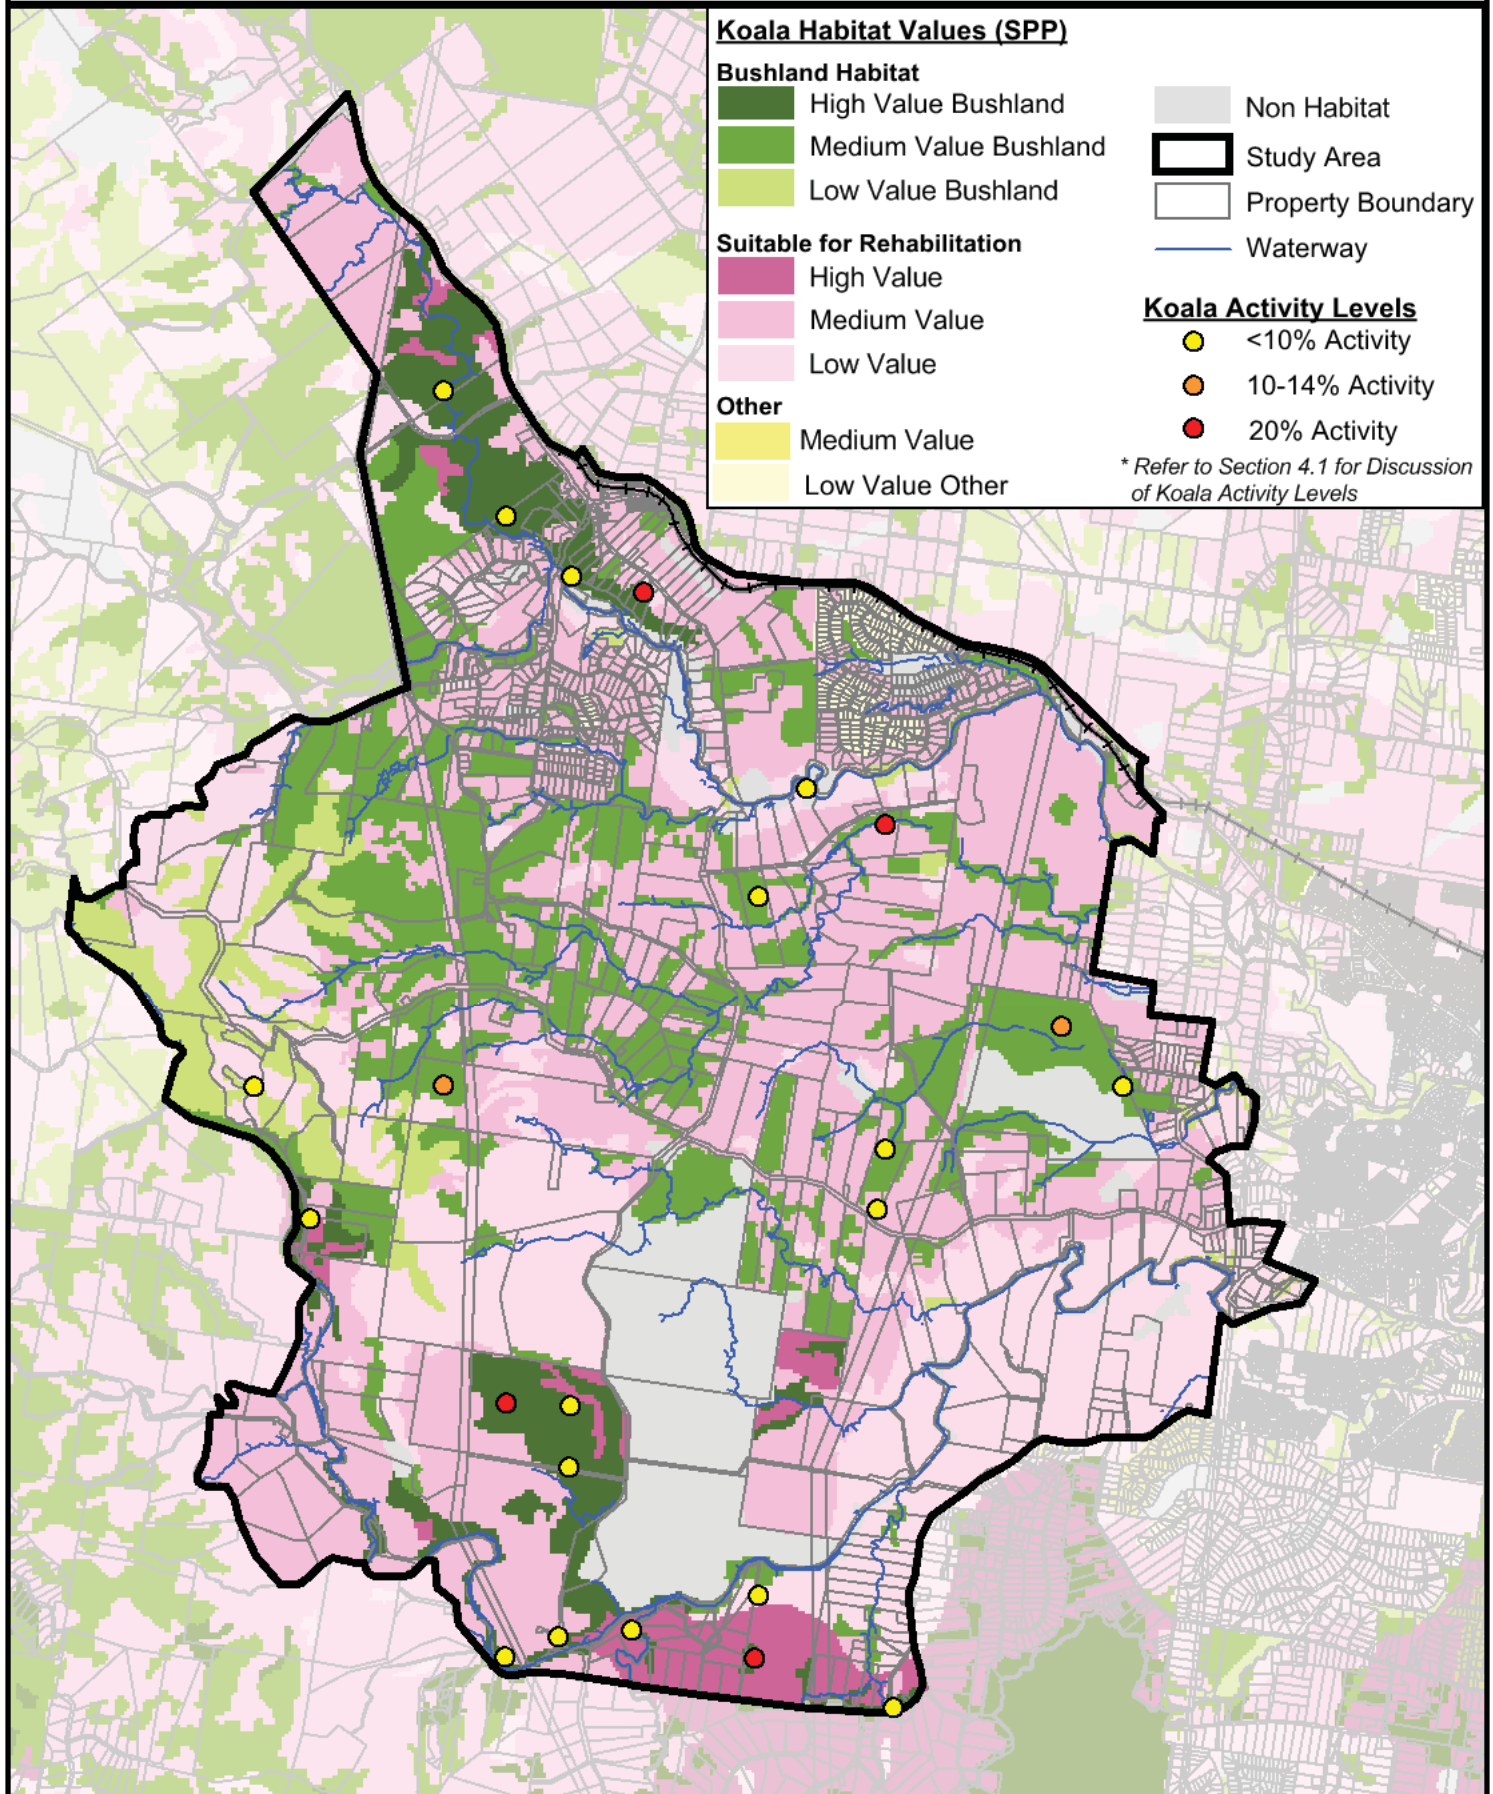 Koala Habitat Values (SPP)
Bushland Habitat
High Value Bushland
Medium Value Bushland
Low Value Bushland
Suitable for Rehabilitation
High Value
Medium Value
Low Value
Other
Medium Value
Low Value Other
Non Habitat
Study Area
Property Boundary
Waterway
Koala Activity Levels
<10% Activity
10-14% Activity
20% Activity
* Refer to Section 4.1 for Discussion
of Koala Activity Levels